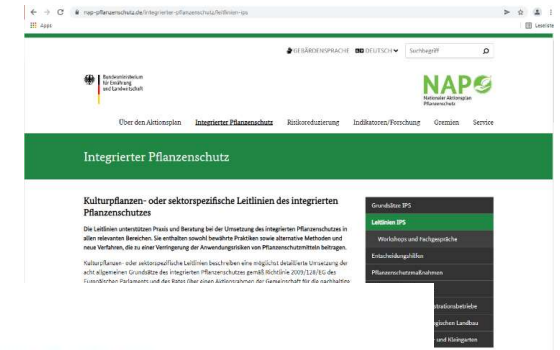 nap-pflanzenschutz.de/integrierter-pflanzenschutz/leitlinien-ips
Apps
Leseliste
GEBÄRDENSPRACHE DEUTSCH Suchbegriff
Bundesministerium
für Ernährung
und Landwirtschaft
NAP
Nationaler Aktionsplan
Pflanzenschutz
Über den Aktionsplan Integrierter Pflanzenschutz Risikoreduzierung Indikatoren/Forschung Gremien Service
Integrierter Pflanzenschutz
Kulturpflanzen- oder sektorspezifische Leitlinien des integrierten
Pflanzenschutzes
Die Leitlinien unterstützen Praxis und Beratung bei der Umsetzung des integrierten Pflanzenschutzes in
allen relevanten Bereichen. Sie enthalten sowohl bewährte Praktiken sowie alternative Methoden und
neue Verfahren, die zu einer Verringerung der Anwendungsrisiken von Pflanzenschutzmitteln beitragen.
Kulturpflanzen- oder sektorspezifische Leitlinien beschreiben eine möglichst detaillierte Umsetzung der
acht allgemeinen Grundsätze des integrierten Pflanzenschutzes gemäß Richtlinie 2009/128/EG des
Europäischen Parlaments und des Rates über einen Aktionsrahmen der Gemeinschaft für die nachhaltige
Grundsätze IPS
Leitlinien IPS
Workshops und Fachgespräche
Entscheidungshilfen
Pflanzenschutzmaßnahmen
strationsbetriebe
gischen Landbau
und Kleingarten